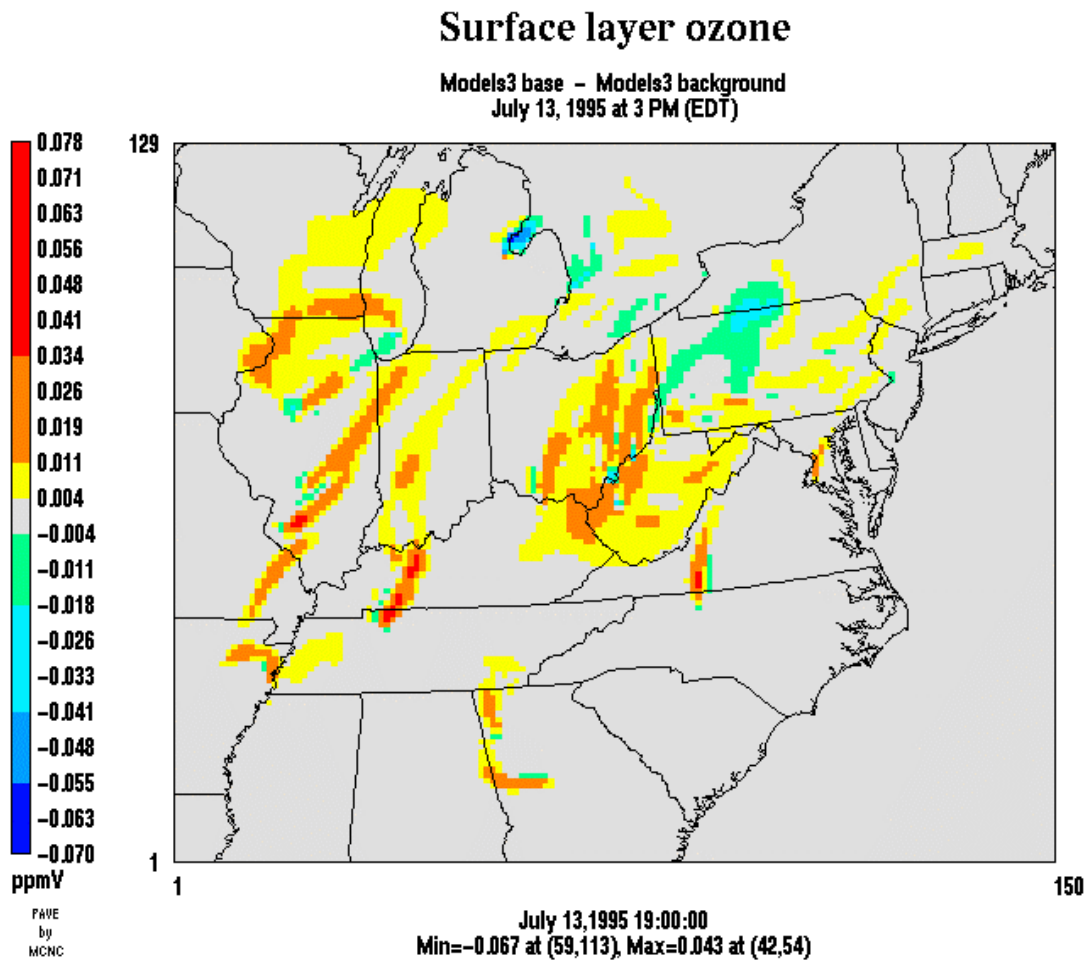 Surface layer ozone
Models3 base − Models3 background
July 13, 1995 at 3 PM (EDT)
0.078
0.071
0.063
0.056
0.048
0.041
0.034
0.026
0.019
0.011
0.004
−0.004
−0.011
−0.018
−0.026
−0.033
−0.041
−0.048
−0.055
−0.063
−0.070
ppmV
PAVE
by
MCNC
129
1
1
150
July 13,1995 19:00:00
Min=−0.067 at (59,113), Max=0.043 at (42,54)